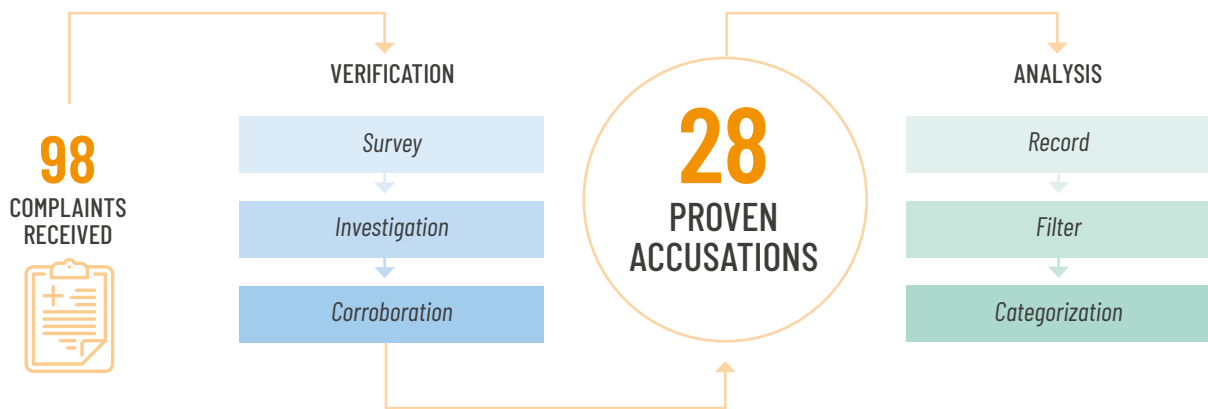 98
COMPLAINTS
RECEIVED
VERIFICATION
Survey
Investigation
Corroboration
28
PROVEN
ACCUSATIONS
ANALYSIS
Record
Filter
Categorization